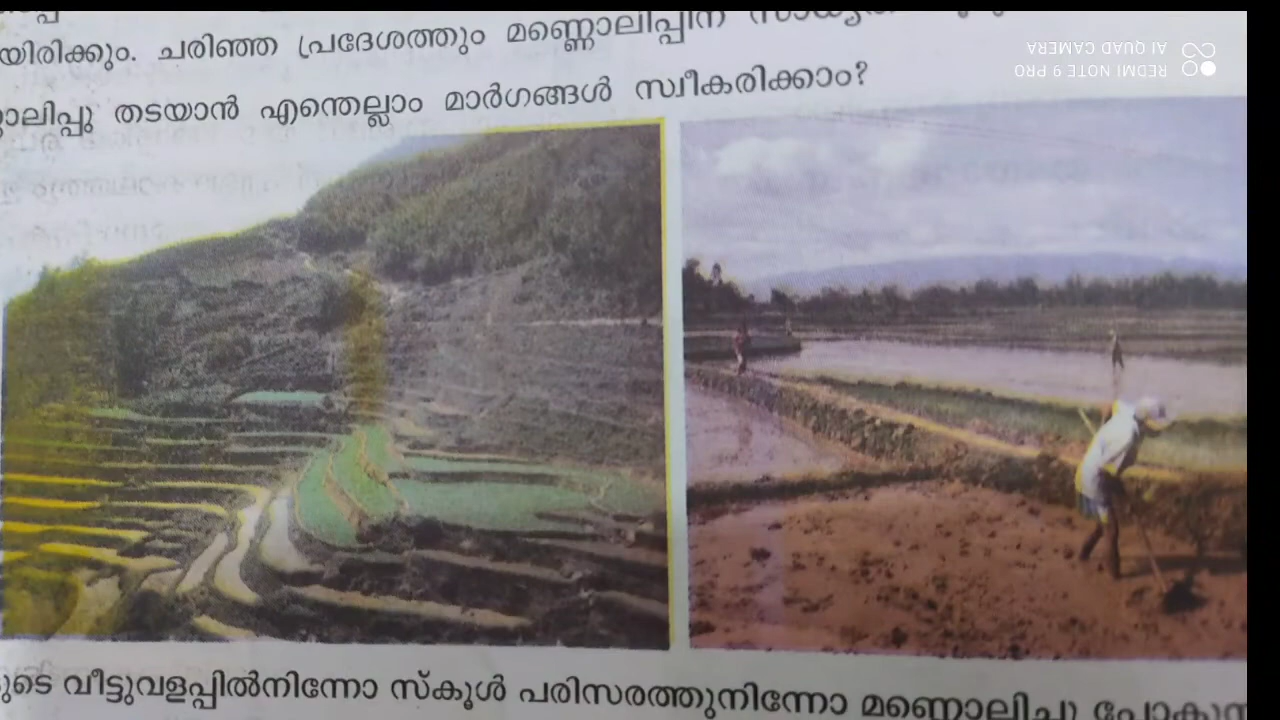 യിരിക്കും. ചരിഞ്ഞ പ്രദേശത്തും മണ്ണൊലിപ്പിന്
ാലിപ്പു തടയാൻ എന്തെല്ലാം മാർഗങ്ങൾ സ്വീകരിക്കാം?
REDMI NOTE 9 PRO
AI QUAD CAMERA
ുടെ വീട്ടുവളപ്പിൽനിന്നോ സ്കൂൾ പരിസരത്തുനിന്നോ മണ്ണൊലിച്ചു